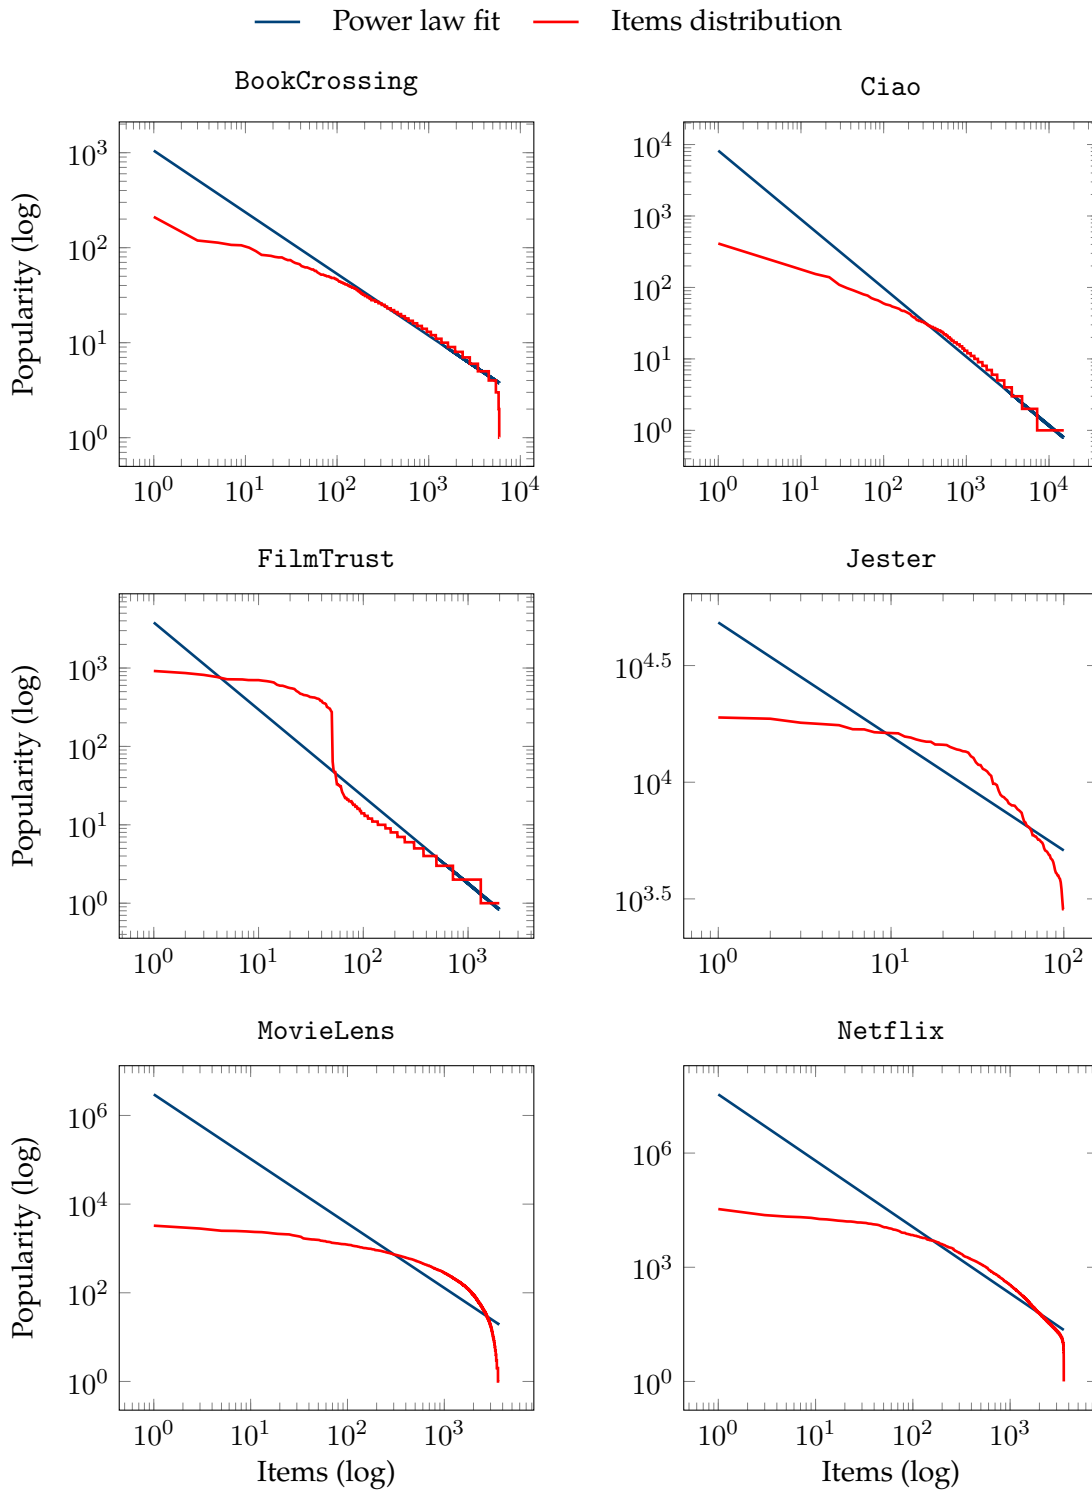 Power law fit Items distribution
BookCrossing
Popularity (log)
10^3
10^2
10^1
10^0
10^0 10^1 10^2 10^3 10^4
Ciao
10^4
10^3
10^2
10^1
10^0
10^0 10^1 10^2 10^3 10^4
FilmTrust
Popularity (log)
10^3
10^2
10^1
10^0
10^0 10^1 10^2 10^3
Jester
10^4.5
10^4
10^3.5
10^0 10^1 10^2
MovieLens
Popularity (log)
10^6
10^4
10^2
10^0
10^0 10^1 10^2 10^3
Items (log)
Netflix
10^6
10^3
10^0
10^0 10^1 10^2 10^3
Items (log)